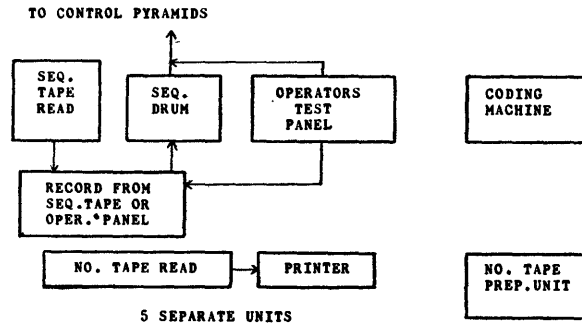 TO CONTROL PYRAMIDS
SEQ.
TAPE
READ
SEQ.
DRUM
OPERATORS
TEST
PANEL
CODING
MACHINE
RECORD FROM
SEQ.TAPE OR
OPER. PANEL
NO. TAPE READ
PRINTER
NO. TAPE
PREP.UNIT
5 SEPARATE UNITS